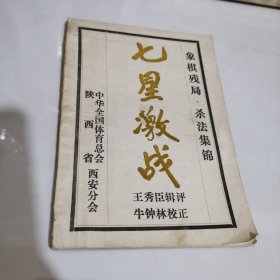 象棋残局·杀法集锦
七星激战
中华全国体育总会
陕西省
西安分会
王秀臣辑评
牛钟林校正